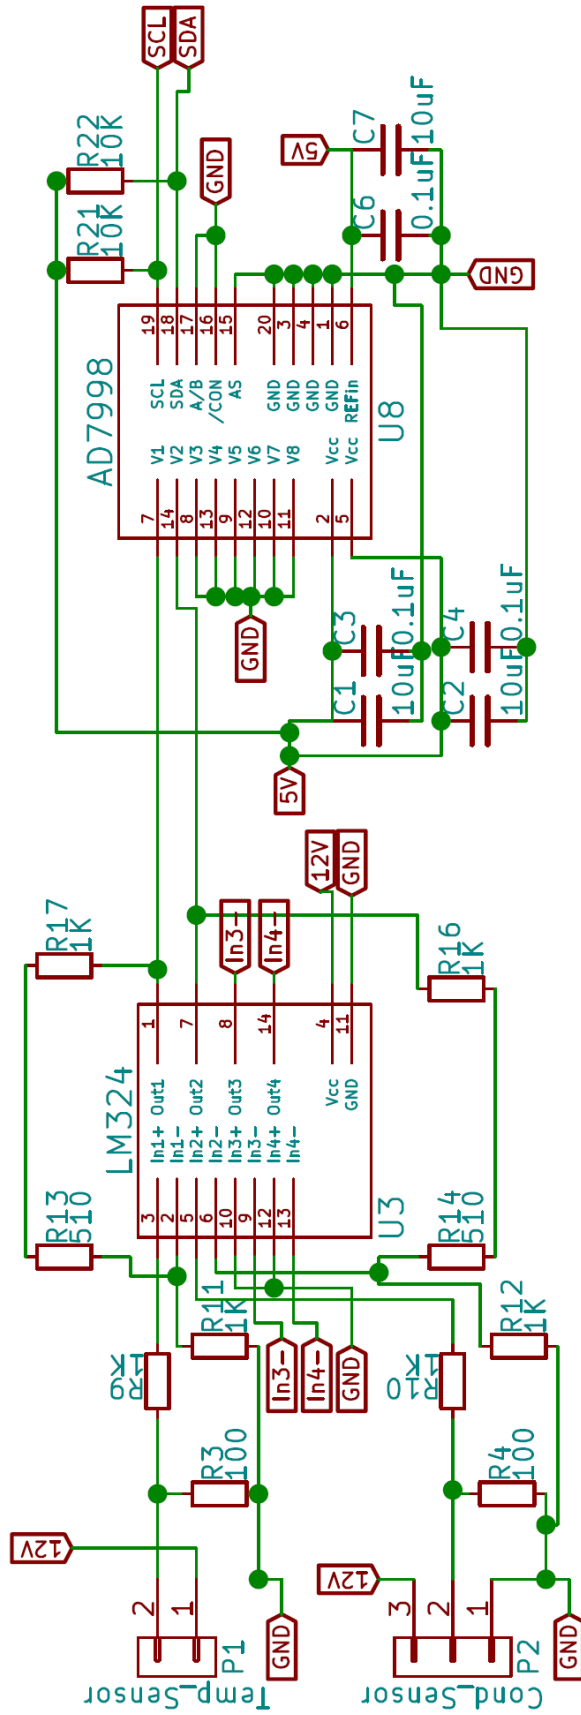 SCL
SDA
R22
10K
R21
10K
GND
5V
C7
10uF
C6
0.1uF
GND
AD7998
U8
19
18
17
16
15
20
3
4
1
6
SCL
SDA
A/B
/CON
AS
GND
GND
GND
GND
REFin
V1
V2
V3
V4
V5
V6
V7
V8
Vcc
Vcc
7
14
8
13
9
12
10
11
2
5
GND
C3
0.1uF
C1
10uF
C4
0.1uF
C2
10uF
5V
12V
GND
In3-
In4-
R17
1K
R16
1K
LM324
U3
1
7
8
14
4
11
In1+ Out1
In1-
In2+ Out2
In2-
In3+ Out3
In3-
In4+ Out4
In4-
Vcc
GND
3
2
5
6
10
9
12
13
R13
510
R14
510
R11
1K
R12
1K
R9
1K
R10
1K
In3-
In4-
GND
R3
100
R4
100
12V
12V
2
1
3
2
1
GND
GND
P1
Temp_Sensor
P2
Cond_Sensor